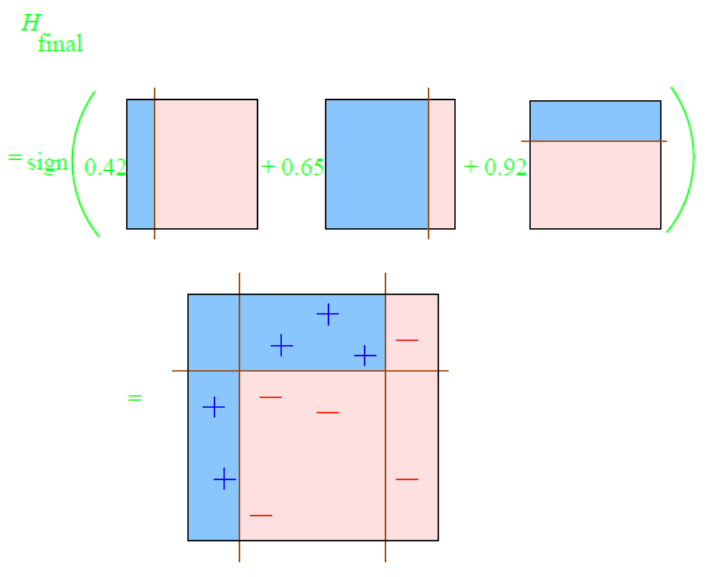 H
final
= sign ( 0.42 + 0.65 + 0.92 )
+ −
+
+
=
+ −
−
+ −
−